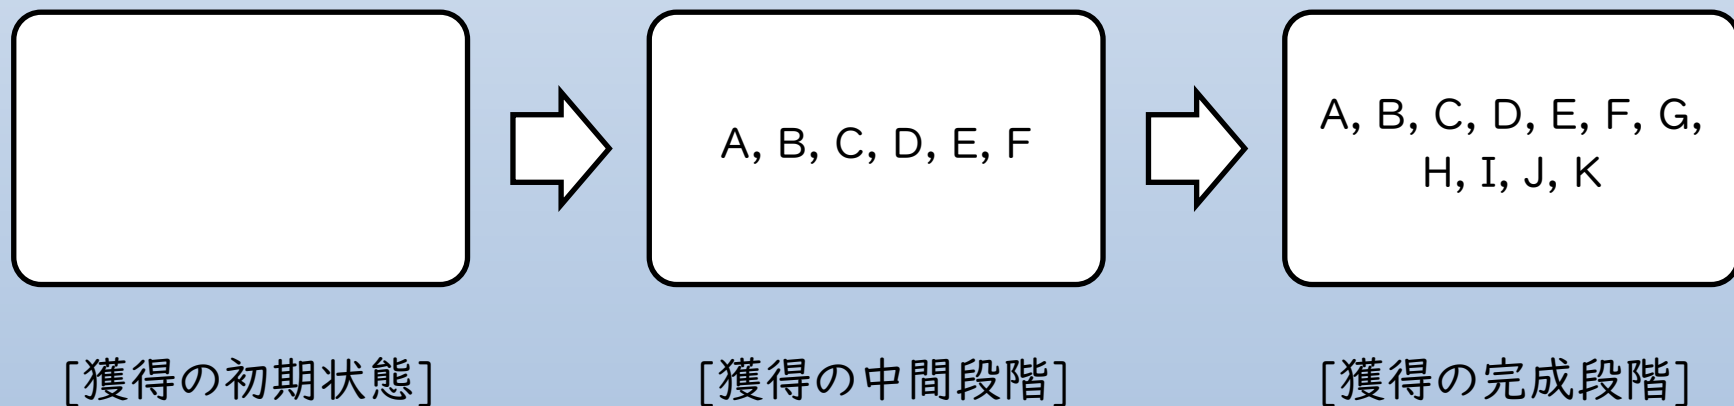 A, B, C, D, E, F
A, B, C, D, E, F, G,
H, I, J, K
[獲得の初期状態]
[獲得の中間段階]
[獲得の完成段階]